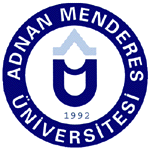 ADNAN MENDERES
ÜNİVERSİTESİ
1992